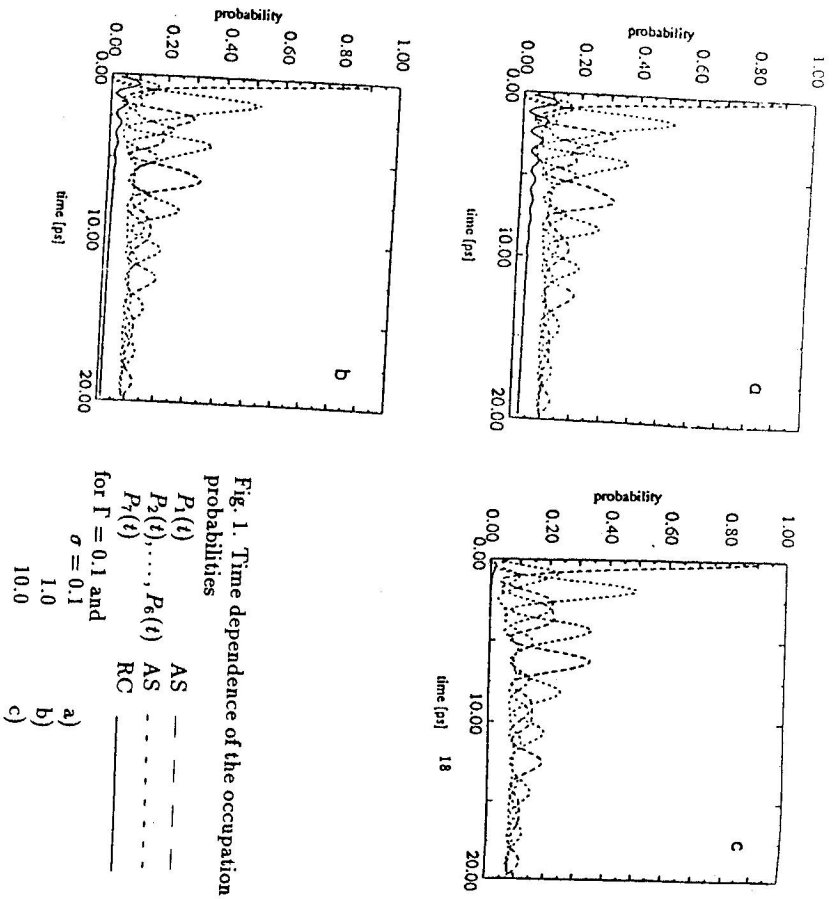 1.00
0.80
0.60
0.40
0.20
0.00
probability
a
0.00
10.00
20.00
time [ps]
1.00
0.80
0.60
0.40
0.20
0.00
probability
c
0.00
10.00
20.00
time [ps]
18
1.00
0.80
0.60
0.40
0.20
0.00
probability
b
0.00
10.00
20.00
time [ps]
Fig. 1. Time dependence of the occupation
probabilities
P₁(t) AS — — — —
P₂(t), ..., P₆(t) AS - - - - - -
P₇(t) RC ————
for Γ = 0.1 and
σ = 0.1 a)
1.0 b)
10.0 c)